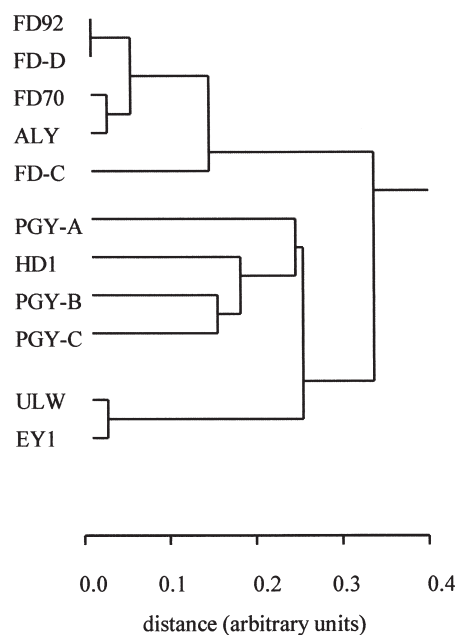 FD92
FD-D
FD70
ALY
FD-C
PGY-A
HD1
PGY-B
PGY-C
ULW
EY1
0.0 0.1 0.2 0.3 0.4
distance (arbitrary units)